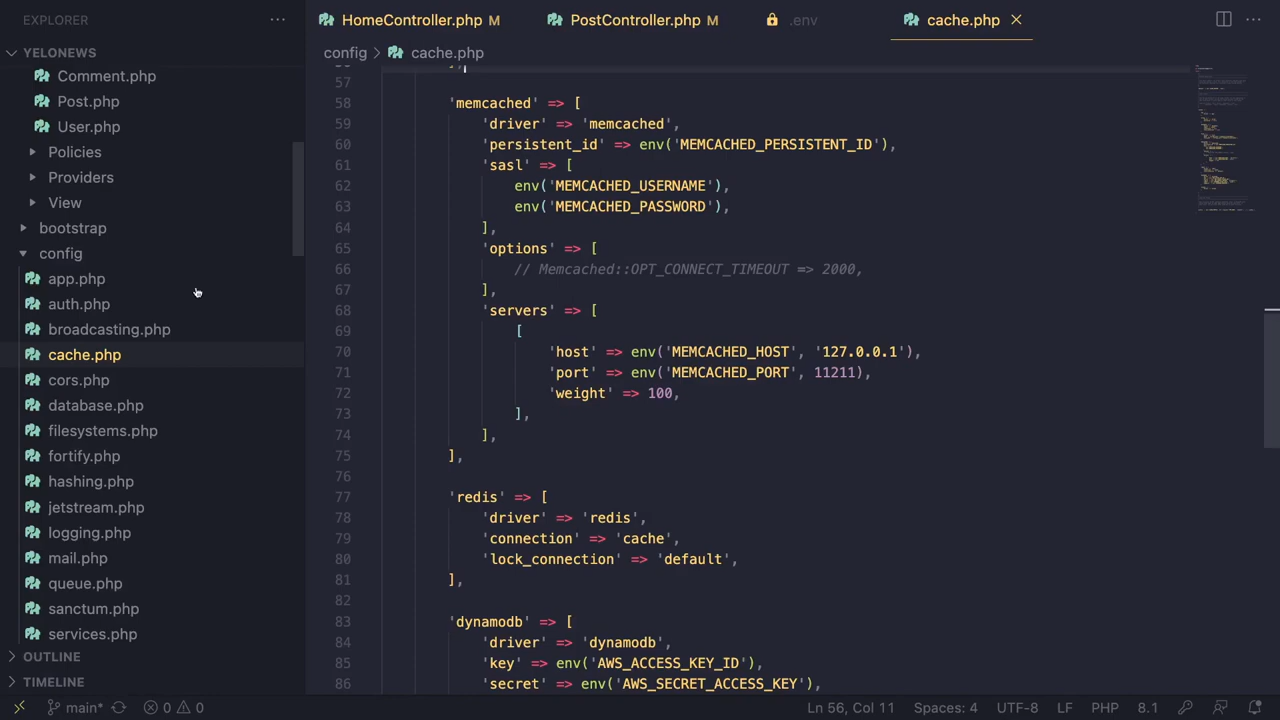 EXPLORER
YELONEWS
Comment.php
Post.php
User.php
Policies
Providers
View
bootstrap
config
app.php
auth.php
broadcasting.php
cache.php
cors.php
database.php
filesystems.php
fortify.php
hashing.php
jetstream.php
logging.php
mail.php
queue.php
sanctum.php
services.php
OUTLINE
TIMELINE
HomeController.php M
PostController.php M
.env
cache.php
config > cache.php
57
58 'memcached' => [
59 'driver' => 'memcached',
60 'persistent_id' => env('MEMCACHED_PERSISTENT_ID'),
61 'sasl' => [
62 env('MEMCACHED_USERNAME'),
63 env('MEMCACHED_PASSWORD'),
64 ],
65 'options' => [
66 // Memcached::OPT_CONNECT_TIMEOUT => 2000,
67 ],
68 'servers' => [
69 [
70 'host' => env('MEMCACHED_HOST', '127.0.0.1'),
71 'port' => env('MEMCACHED_PORT', 11211),
72 'weight' => 100,
73 ],
74 ],
75 ],
76
77 'redis' => [
78 'driver' => 'redis',
79 'connection' => 'cache',
80 'lock_connection' => 'default',
81 ],
82
83 'dynamodb' => [
84 'driver' => 'dynamodb',
85 'key' => env('AWS_ACCESS_KEY_ID'),
86 'secret' => env('AWS_SECRET_ACCESS_KEY'),
main* 0 0 Ln 56, Col 11 Spaces: 4 UTF-8 LF PHP 8.1